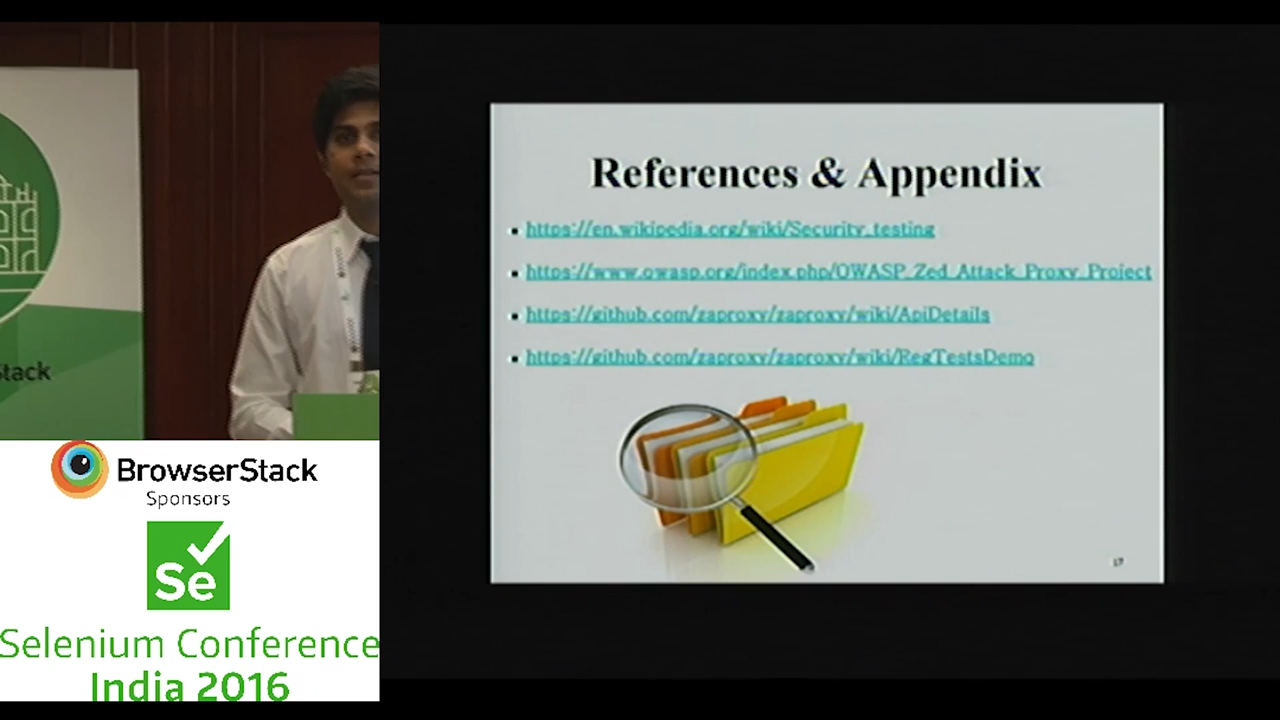 Stack
BrowserStack
Sponsors
Se
Selenium Conference
India 2016
References & Appendix
https://en.wikipedia.org/wiki/Security_testing
https://www.owasp.org/index.php/OWASP_Zed_Attack_Proxy_Project
https://github.com/zaproxy/zaproxy/wiki/ApiDetails
https://github.com/zaproxy/zaproxy/wiki/RegTestsDemo
17